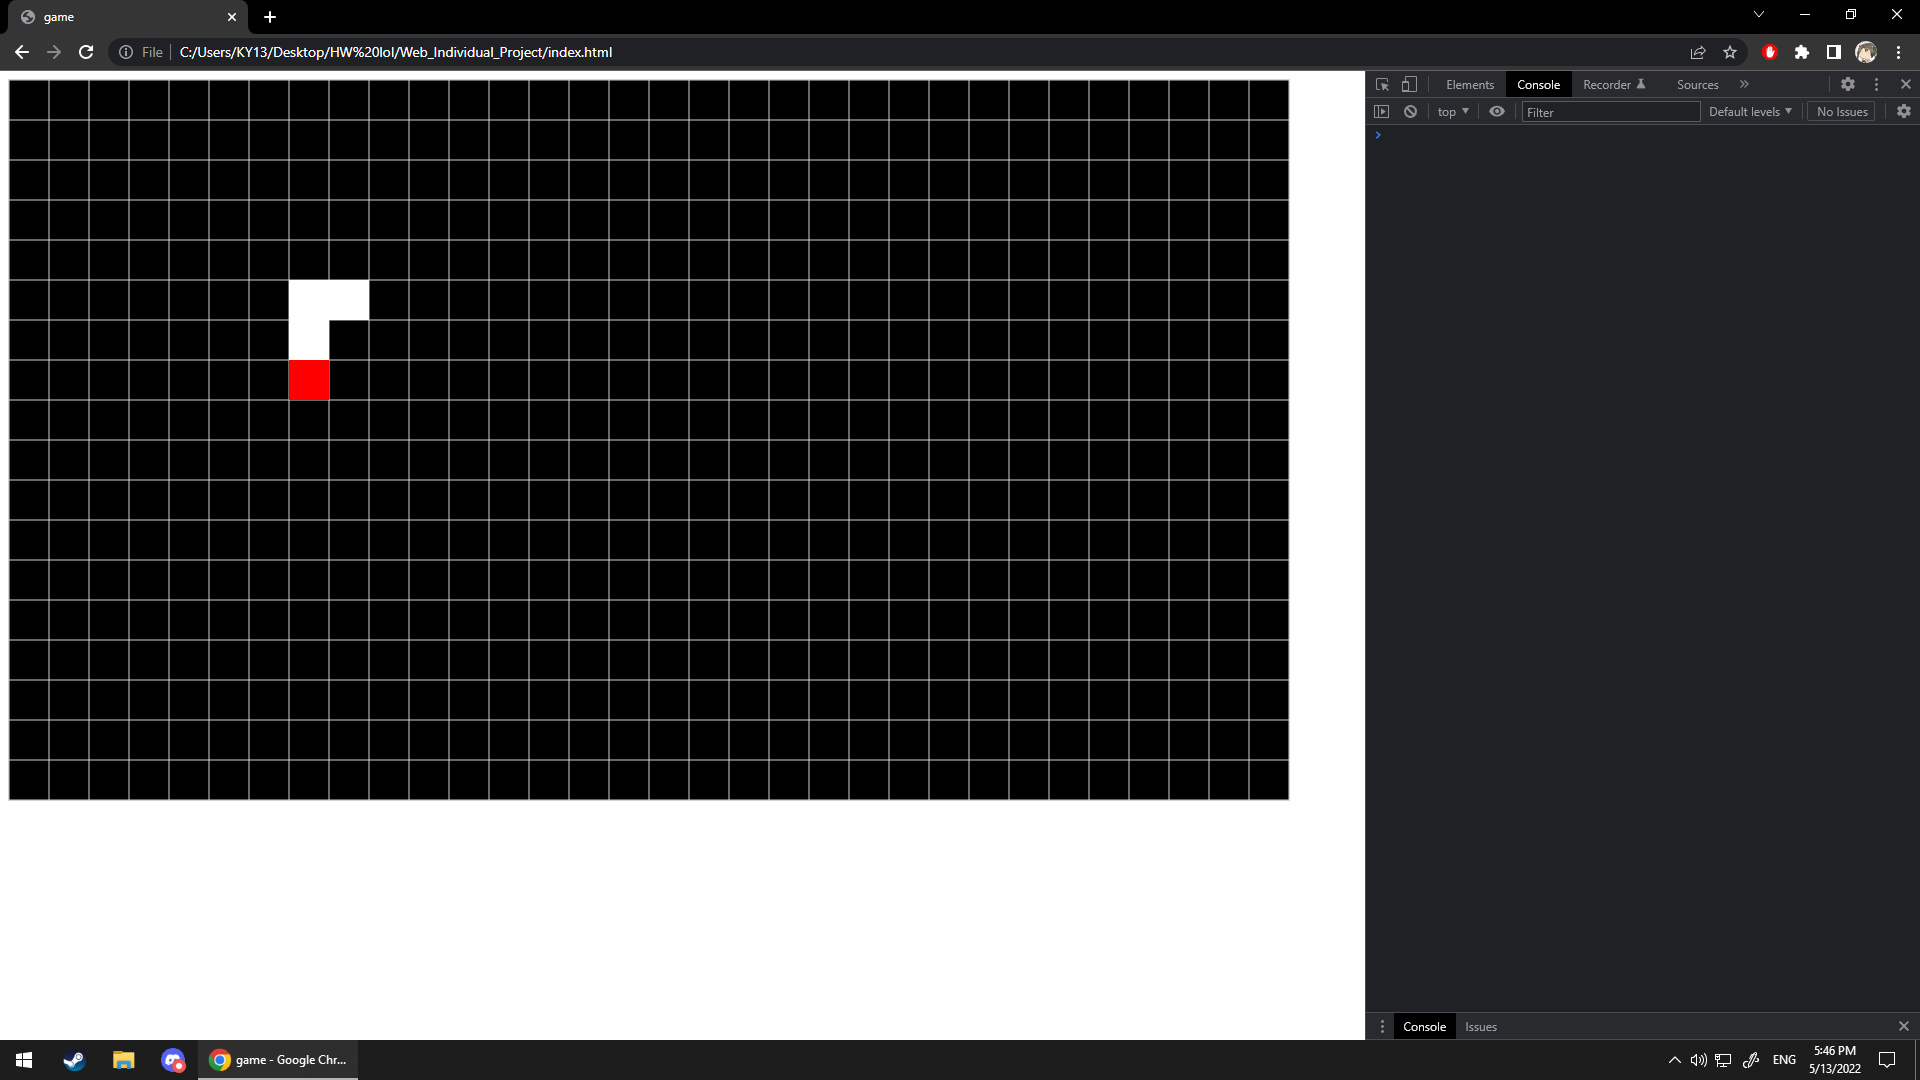 game
File
C:/Users/KY13/Desktop/HW%20lol/Web_Individual_Project/index.html
Elements Console Recorder Sources
top Filter Default levels No Issues
Console Issues
game - Google Chr...
ENG
5:46 PM
5/13/2022